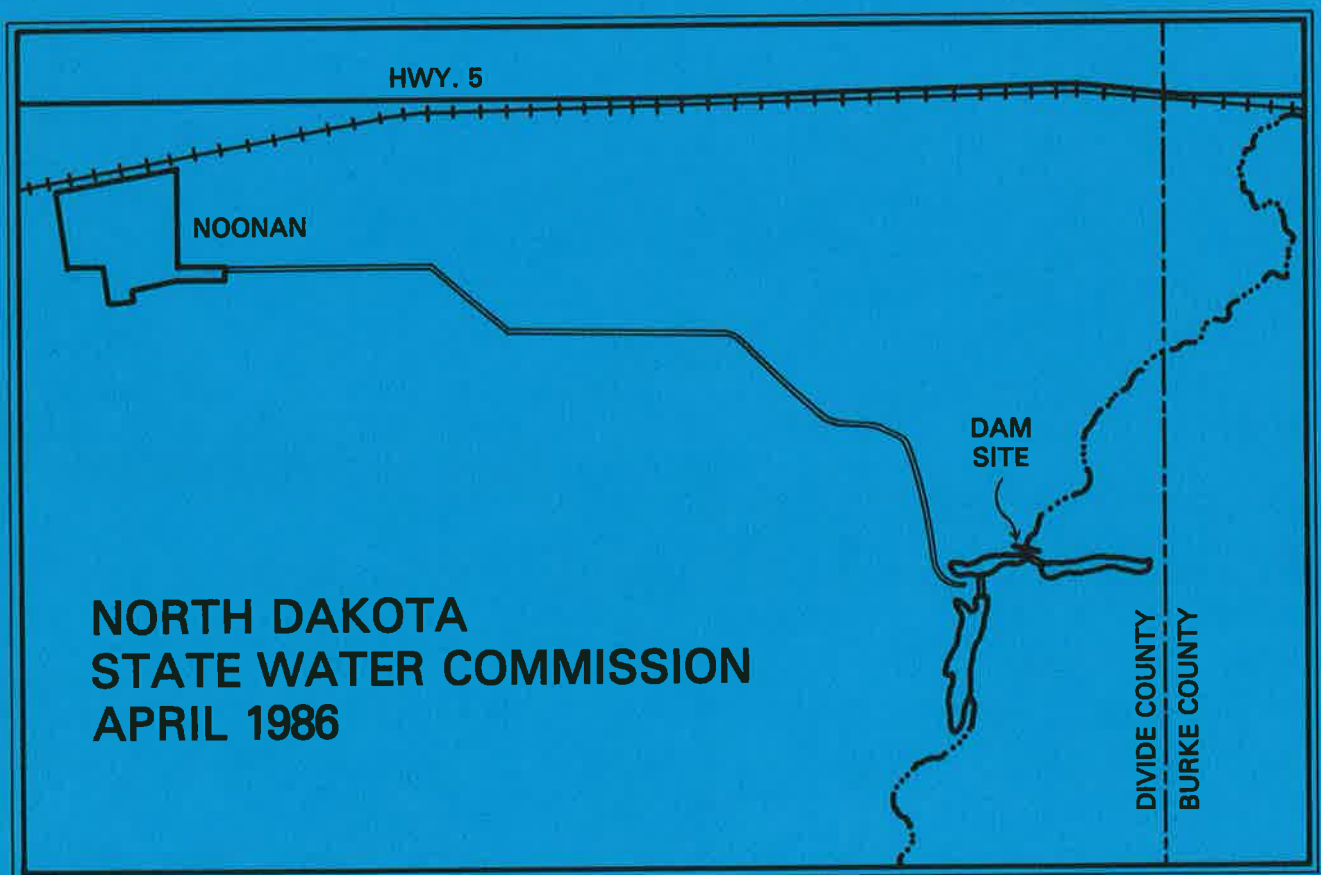 HWY. 5
NOONAN
DAM
SITE
NORTH DAKOTA
STATE WATER COMMISSION
APRIL 1986
DIVIDE COUNTY
BURKE COUNTY